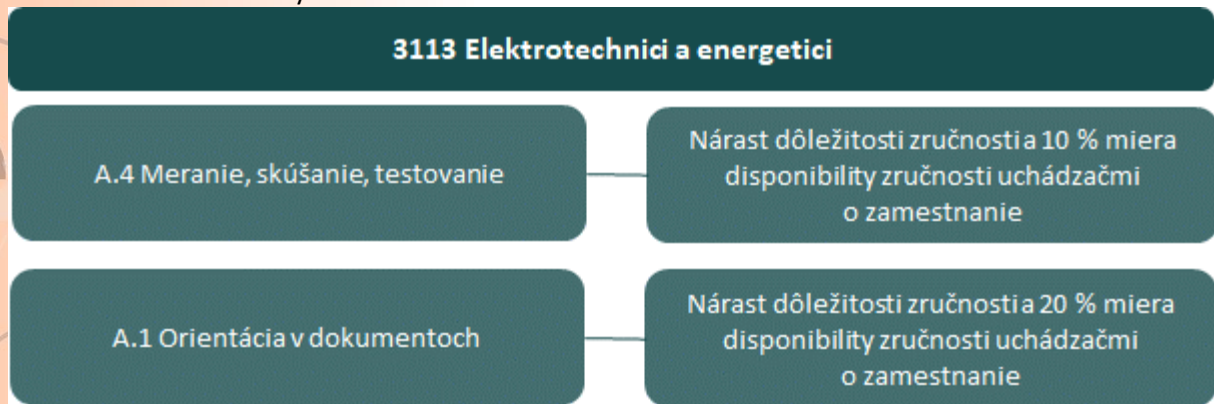 3113 Elektrotechnici a energetici
A.4 Meranie, skúšanie, testovanie
Nárast dôležitosti zručnosti a 10 % miera
disponibility zručnosti uchádzačmi
o zamestnanie
A.1 Orientácia v dokumentoch
Nárast dôležitosti zručnosti a 20 % miera
disponibility zručnosti uchádzačmi
o zamestnanie